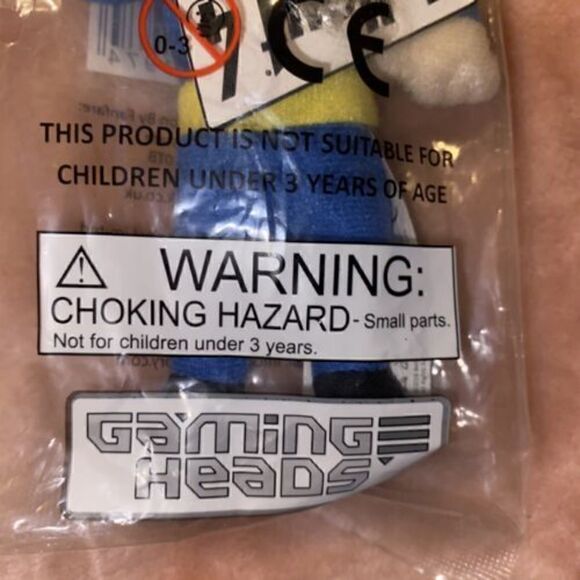 0-3
CE
THIS PRODUCT IS NOT SUITABLE FOR
CHILDREN UNDER 3 YEARS OF AGE
WARNING:
CHOKING HAZARD - Small parts.
Not for children under 3 years.
GAMING
HEADS